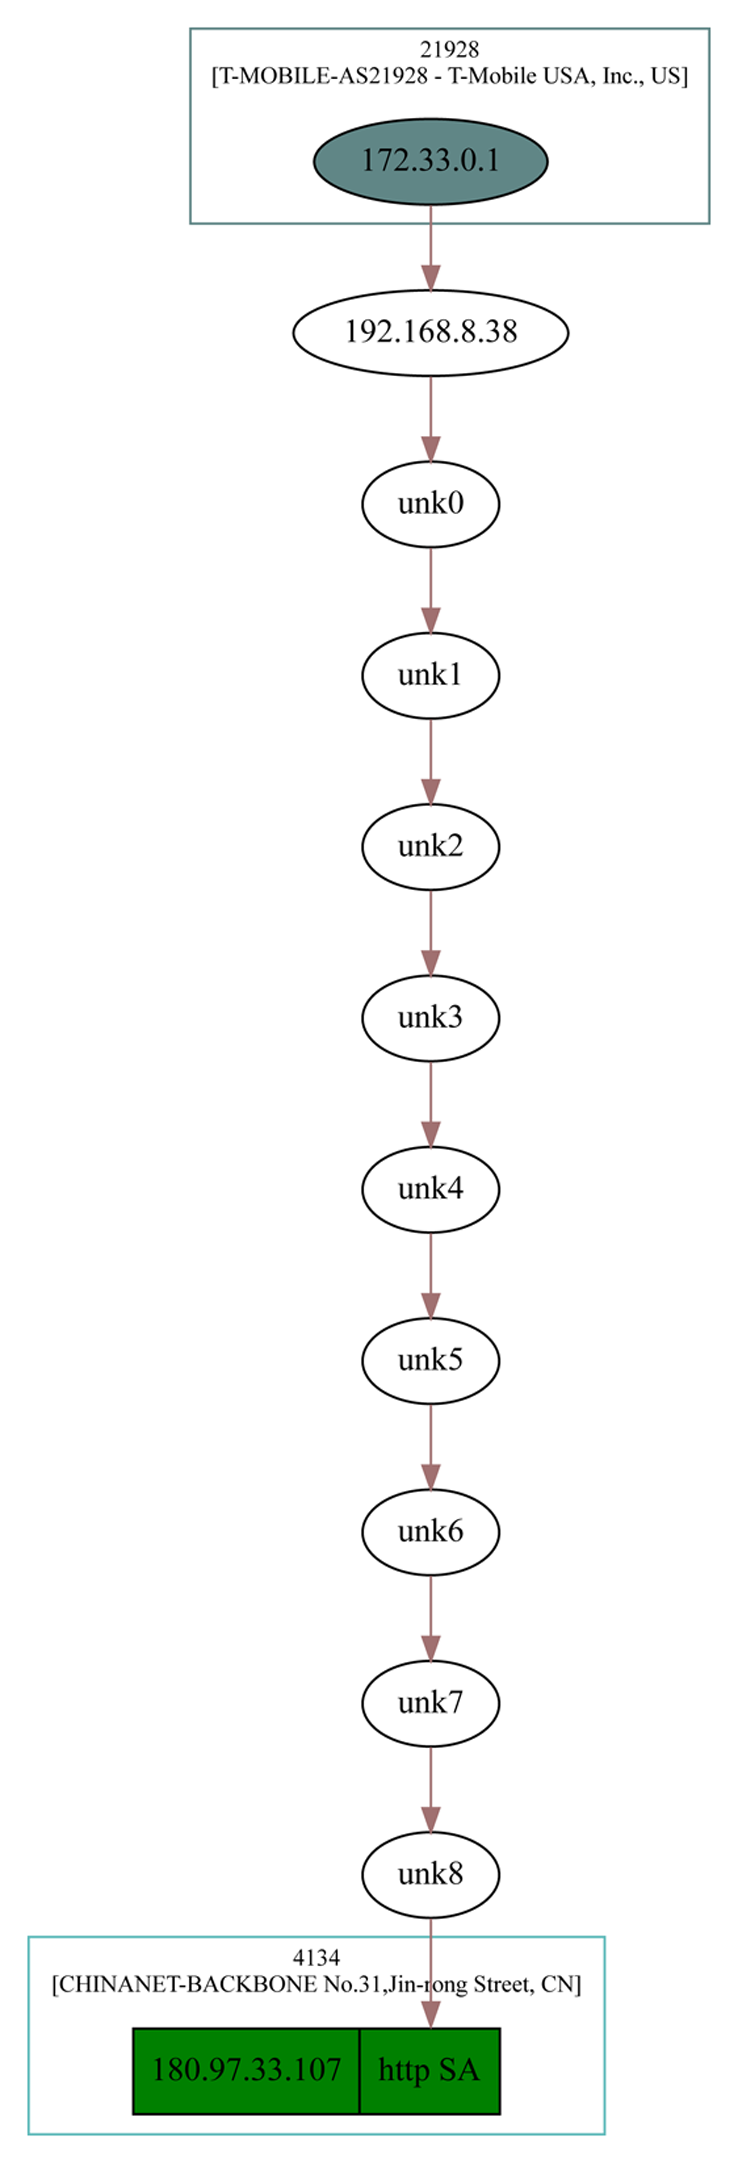 21928
[T-MOBILE-AS21928 - T-Mobile USA, Inc., US]
172.33.0.1
192.168.8.38
unk0
unk1
unk2
unk3
unk4
unk5
unk6
unk7
unk8
4134
[CHINANET-BACKBONE No.31,Jin-rong Street, CN]
180.97.33.107 http SA